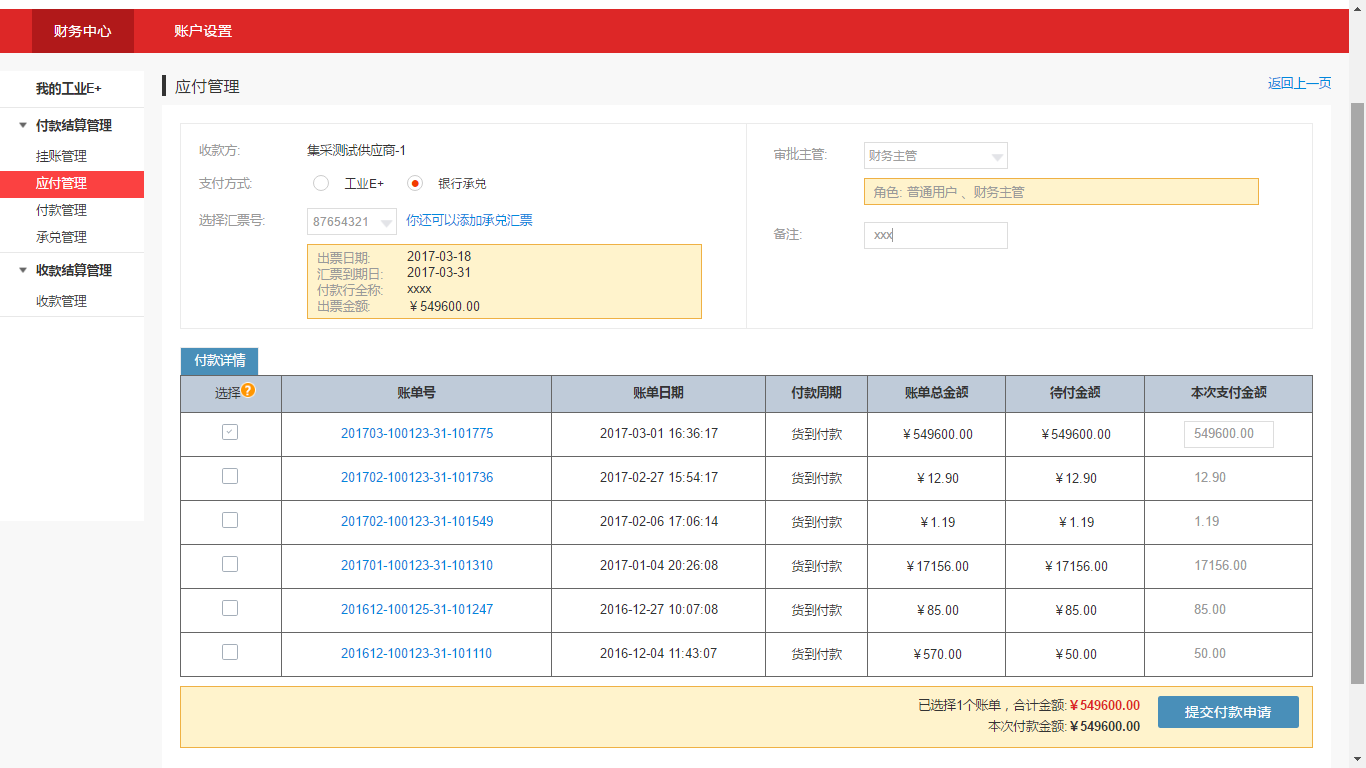 财务中心 账户设置
我的工业E+
付款结算管理
挂账管理
应付管理
付款管理
承兑管理
收款结算管理
收款管理
应付管理 返回上一页
收款方: 集采测试供应商-1
支付方式: 工业E+ 银行承兑
选择汇票号: 87654321 你还可以添加承兑汇票
出票日期: 2017-03-18
汇票到期日: 2017-03-31
付款行全称: xxxx
出票金额: ￥549600.00
审批主管: 财务主管
角色: 普通用户 、财务主管
备注: xxx
付款详情
选择? 账单号 账单日期 付款周期 账单总金额 待付金额 本次支付金额
201703-100123-31-101775 2017-03-01 16:36:17 货到付款 ￥549600.00 ￥549600.00 549600.00
201702-100123-31-101736 2017-02-27 15:54:17 货到付款 ￥12.90 ￥12.90 12.90
201702-100123-31-101549 2017-02-06 17:06:14 货到付款 ￥1.19 ￥1.19 1.19
201701-100123-31-101310 2017-01-04 20:26:08 货到付款 ￥17156.00 ￥17156.00 17156.00
201612-100125-31-101247 2016-12-27 10:07:08 货到付款 ￥85.00 ￥85.00 85.00
201612-100123-31-101110 2016-12-04 11:43:07 货到付款 ￥570.00 ￥50.00 50.00
已选择1个账单，合计金额:￥549600.00
本次付款金额:￥549600.00
提交付款申请